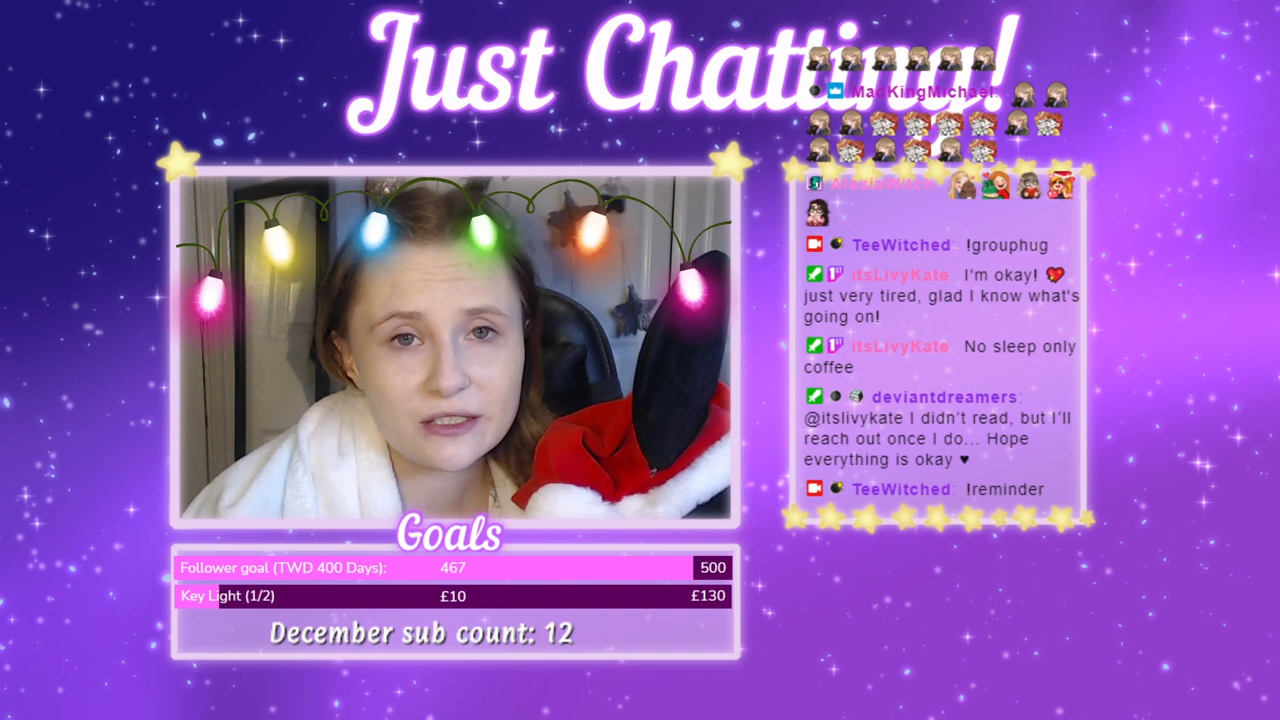 Just Chatting!
MadKingMichael
AlexiaWitch
TeeWitched: !grouphug
itsLivyKate I'm okay!
just very tired, glad I know what's
going on!
itsLivyKate No sleep only
coffee
deviantdreamers:
@itslivykate I didn't read, but I'll
reach out once I do... Hope
everything is okay ♥
TeeWitched: !reminder
Goals
Follower goal (TWD 400 Days): 467 500
Key Light (1/2) £10 £130
December sub count: 12